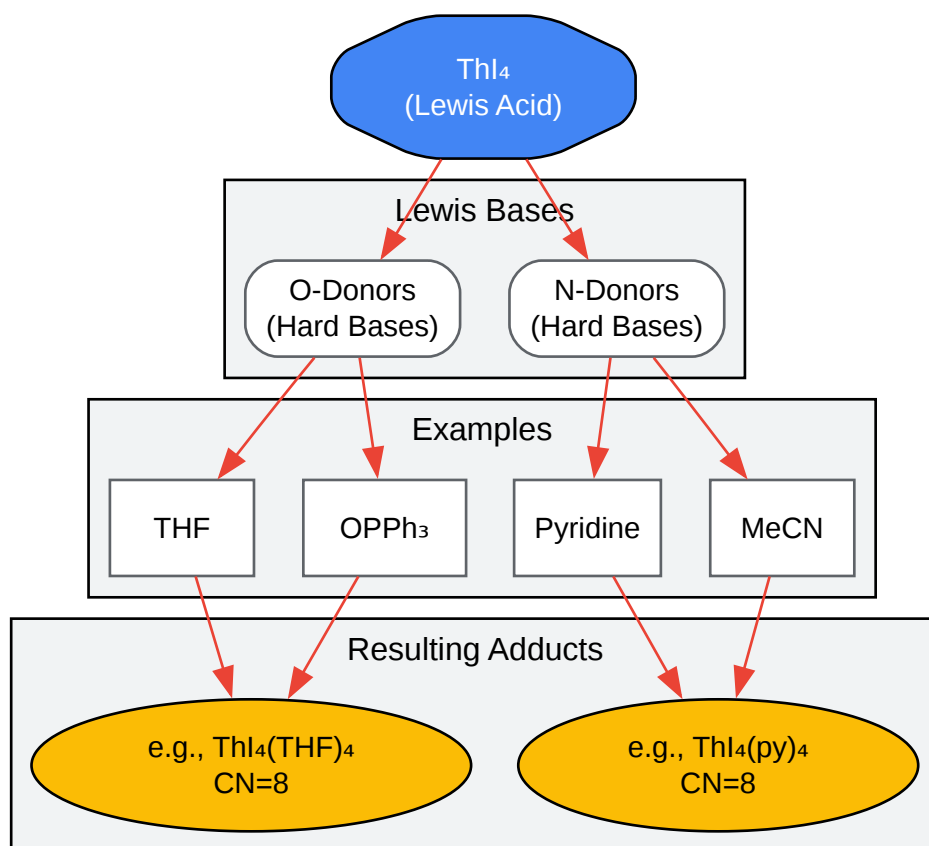 ThI₄
(Lewis Acid)
Lewis Bases
O-Donors
(Hard Bases)
N-Donors
(Hard Bases)
Examples
THF
OPPh₃
Pyridine
MeCN
Resulting Adducts
e.g., ThI₄(THF)₄
CN=8
e.g., ThI₄(py)₄
CN=8